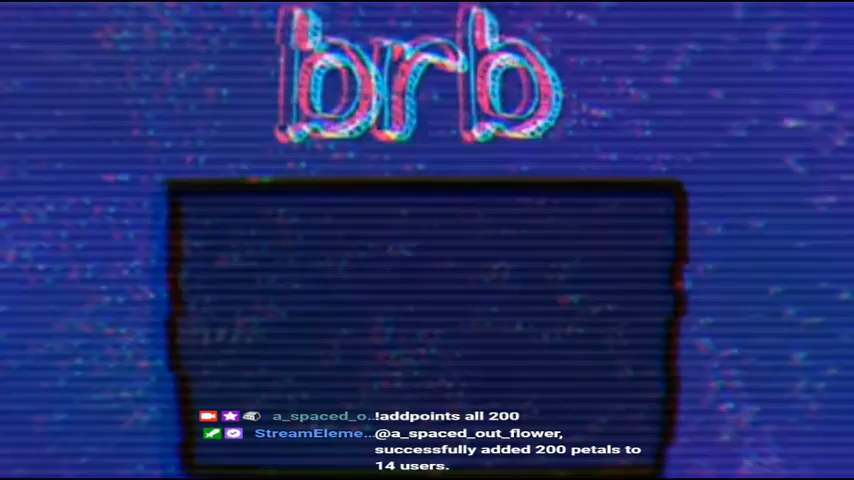 brb
a_spaced_o.. !addpoints all 200
StreamEleme... @a_spaced_out_flower,
successfully added 200 petals to
14 users.